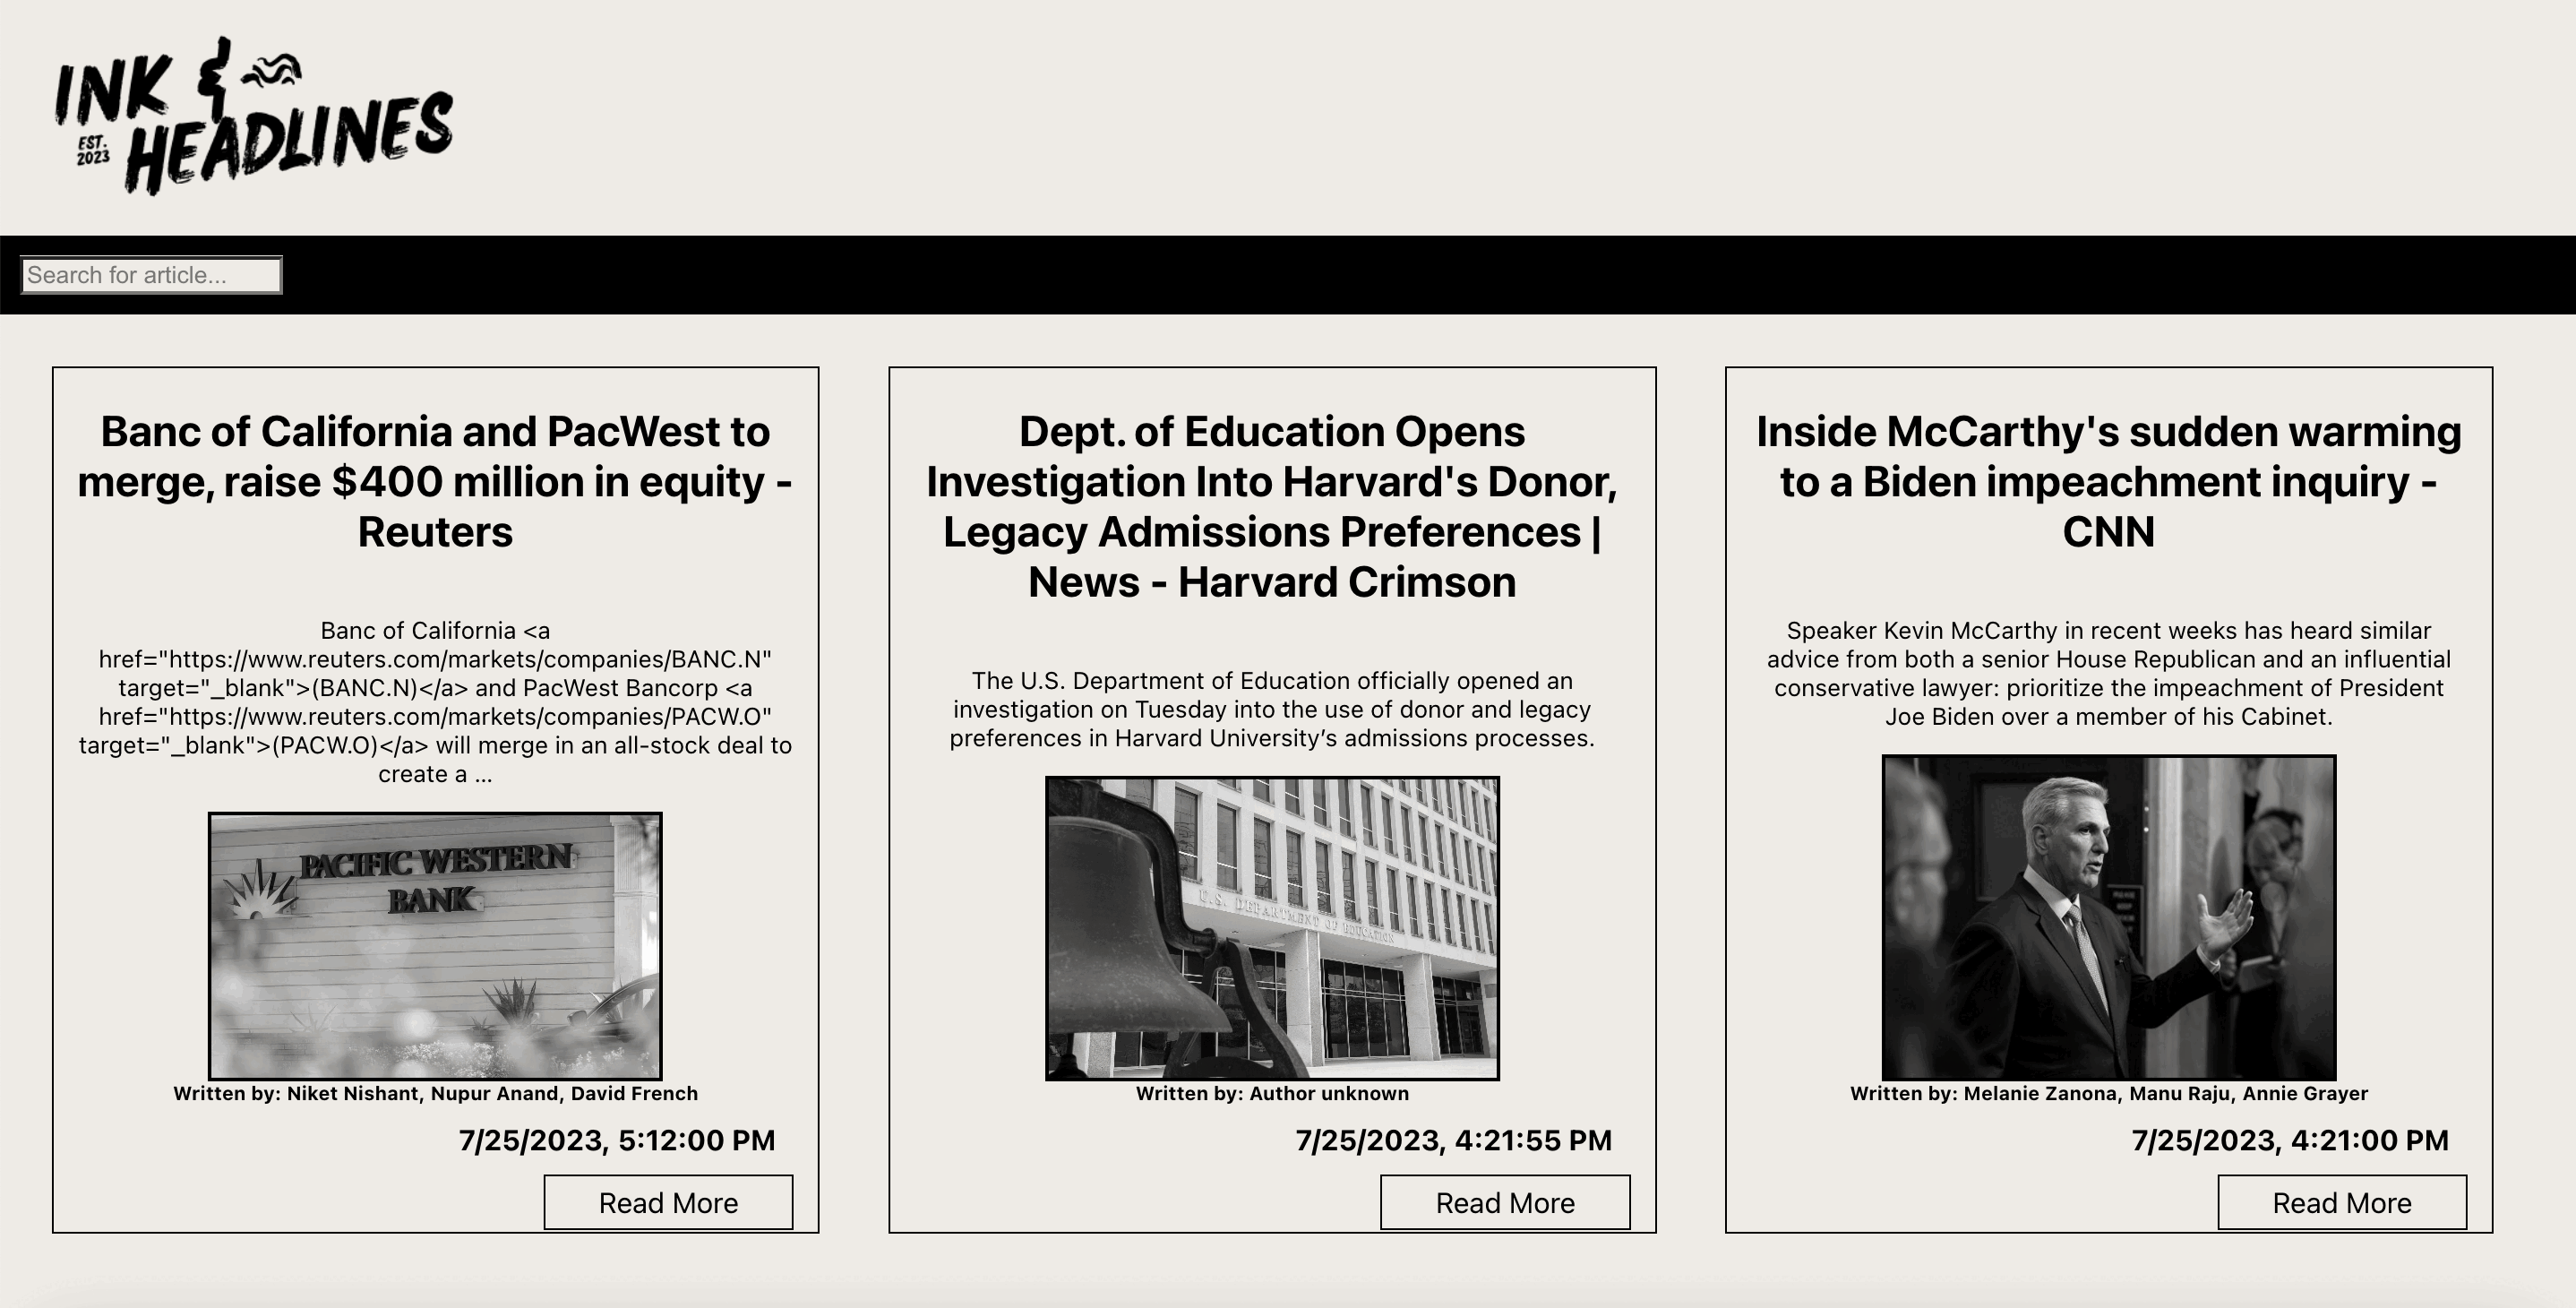 INK &
EST.
2023
HEADLINES
Search for article...
Banc of California and PacWest to
merge, raise $400 million in equity -
Reuters
Banc of California <a
href="https://www.reuters.com/markets/companies/BANC.N"
target="_blank">(BANC.N)</a> and PacWest Bancorp <a
href="https://www.reuters.com/markets/companies/PACW.O"
target="_blank">(PACW.O)</a> will merge in an all-stock deal to
create a ...
PACIFIC WESTERN
BANK
Written by: Niket Nishant, Nupur Anand, David French
7/25/2023, 5:12:00 PM
Read More
Dept. of Education Opens
Investigation Into Harvard's Donor,
Legacy Admissions Preferences |
News - Harvard Crimson
The U.S. Department of Education officially opened an
investigation on Tuesday into the use of donor and legacy
preferences in Harvard University’s admissions processes.
U.S. DEPARTMENT OF EDUCATION
Written by: Author unknown
7/25/2023, 4:21:55 PM
Read More
Inside McCarthy's sudden warming
to a Biden impeachment inquiry -
CNN
Speaker Kevin McCarthy in recent weeks has heard similar
advice from both a senior House Republican and an influential
conservative lawyer: prioritize the impeachment of President
Joe Biden over a member of his Cabinet.
Written by: Melanie Zanona, Manu Raju, Annie Grayer
7/25/2023, 4:21:00 PM
Read More